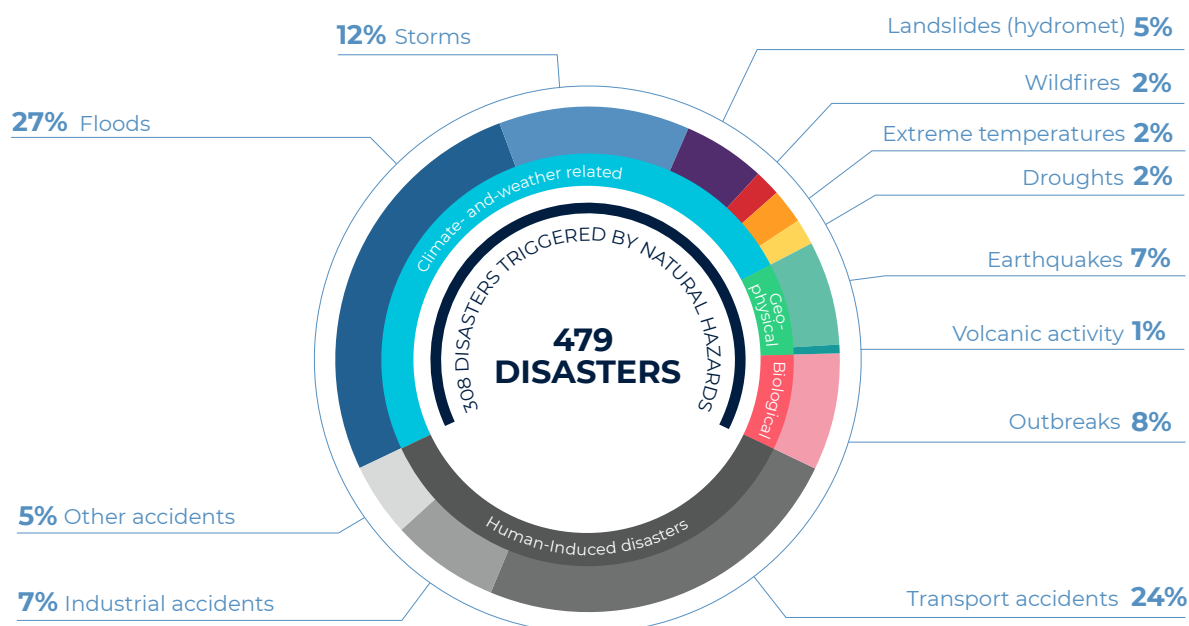 12% Storms
27% Floods
Landslides (hydromet) 5%
Wildfires 2%
Extreme temperatures 2%
Droughts 2%
Earthquakes 7%
Volcanic activity 1%
Outbreaks 8%
Transport accidents 24%
5% Other accidents
7% Industrial accidents
Climate- and-weather related
Geo-
physical
Biological
Human-Induced disasters
308 DISASTERS TRIGGERED BY NATURAL HAZARDS
479
DISASTERS